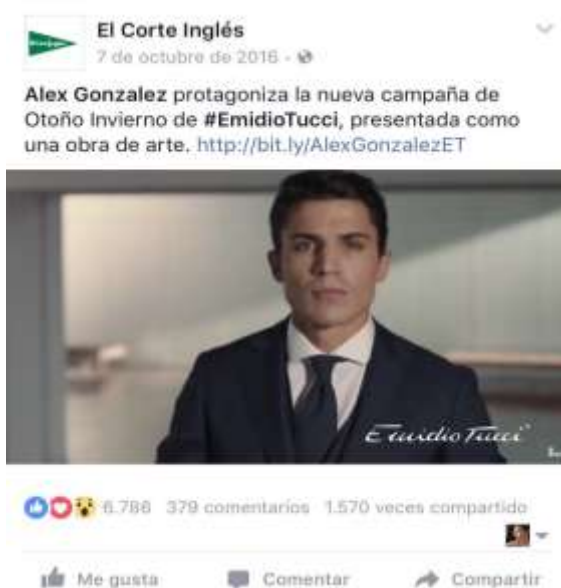 El Corte Inglés
7 de octubre de 2016
Alex Gonzalez protagoniza la nueva campaña de
Otoño Invierno de #EmidioTucci, presentada como
una obra de arte. http://bit.ly/AlexGonzalezET
Emidio Tucci
6.786 379 comentarios 1.570 veces compartido
Me gusta Comentar Compartir